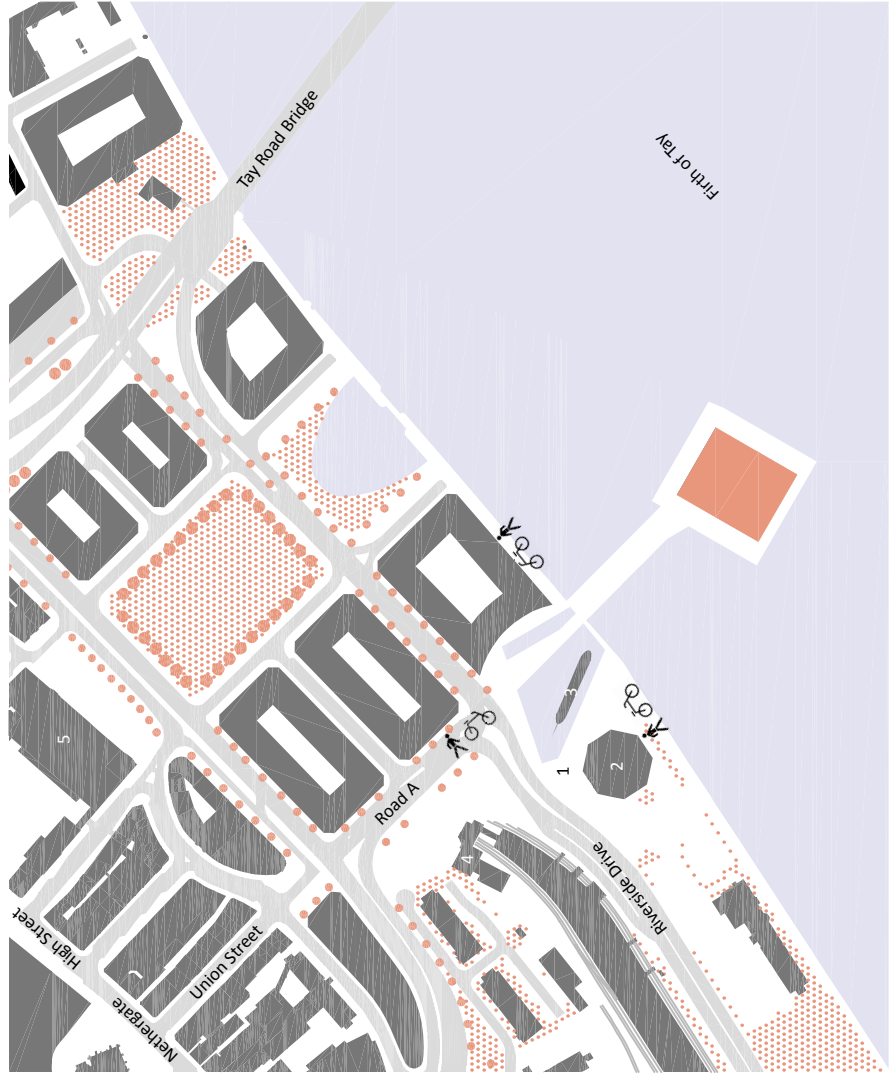 Tay Road Bridge
Firth of Tay
5
3
2
1
Road A
4
Riverside Drive
High Street
Union Street
Nethergate